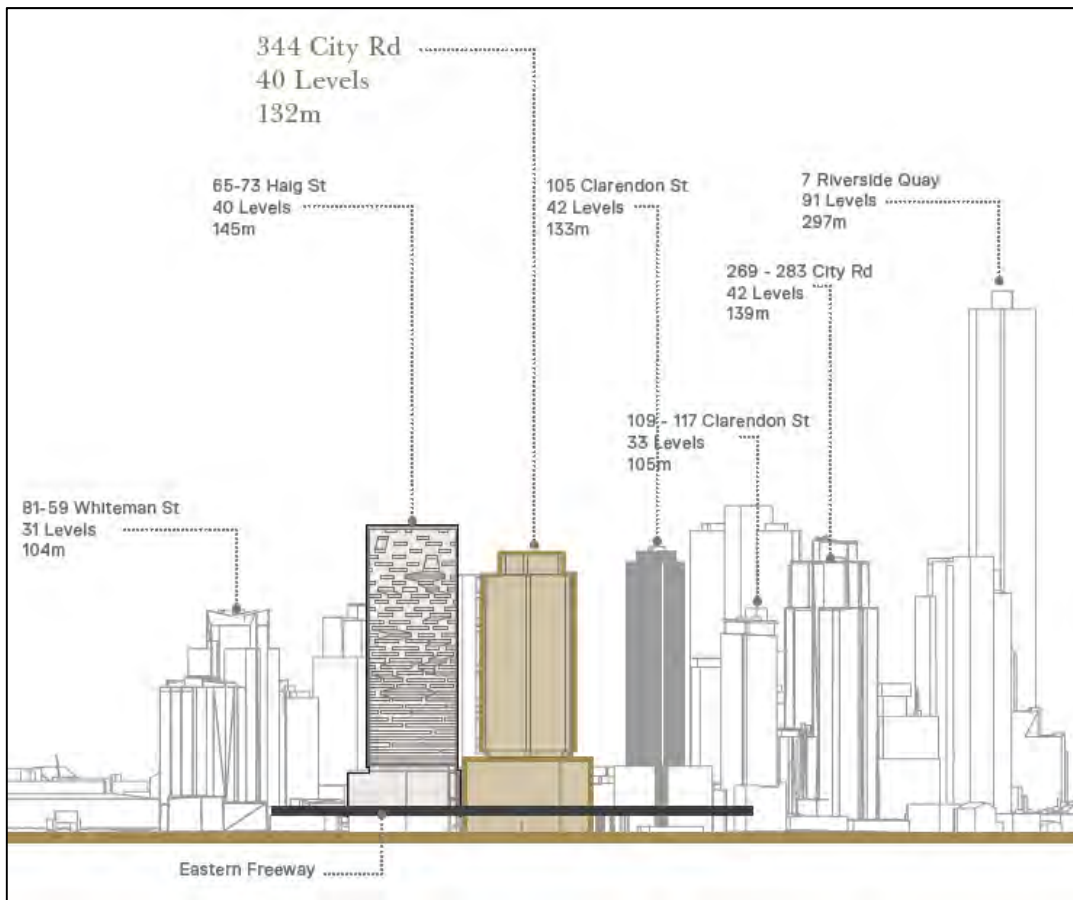 344 City Rd
40 Levels
132m
65-73 Haig St
40 Levels
145m
105 Clarendon St
42 Levels
133m
7 Riverside Quay
91 Levels
297m
269 - 283 City Rd
42 Levels
139m
109 - 117 Clarendon St
33 Levels
105m
81-59 Whiteman St
31 Levels
104m
Eastern Freeway